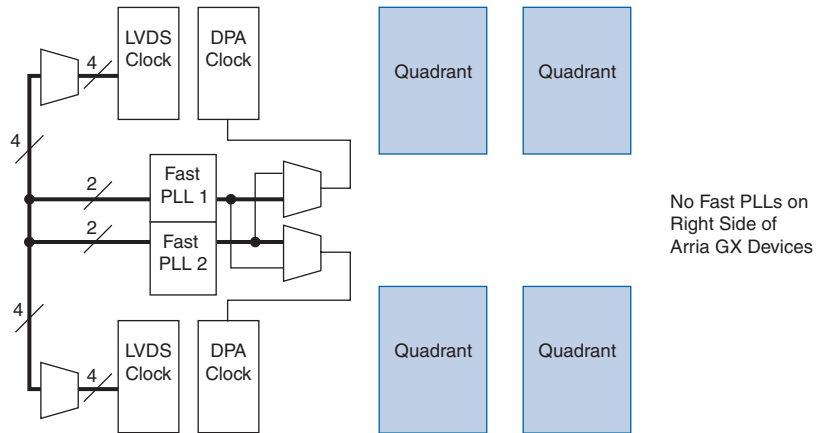 LVDS
Clock
DPA
Clock
4
Quadrant
Quadrant
4
2
Fast
PLL 1
No Fast PLLs on
Right Side of
Arria GX Devices
2
Fast
PLL 2
4
4
LVDS
Clock
DPA
Clock
Quadrant
Quadrant